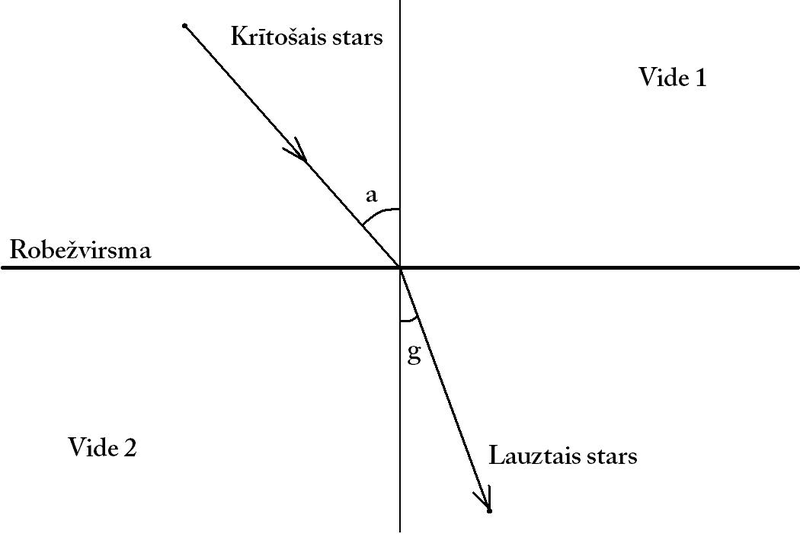 Krītošais stars
Vide 1
a
Robežvirsma
g
Vide 2
Lauztais stars